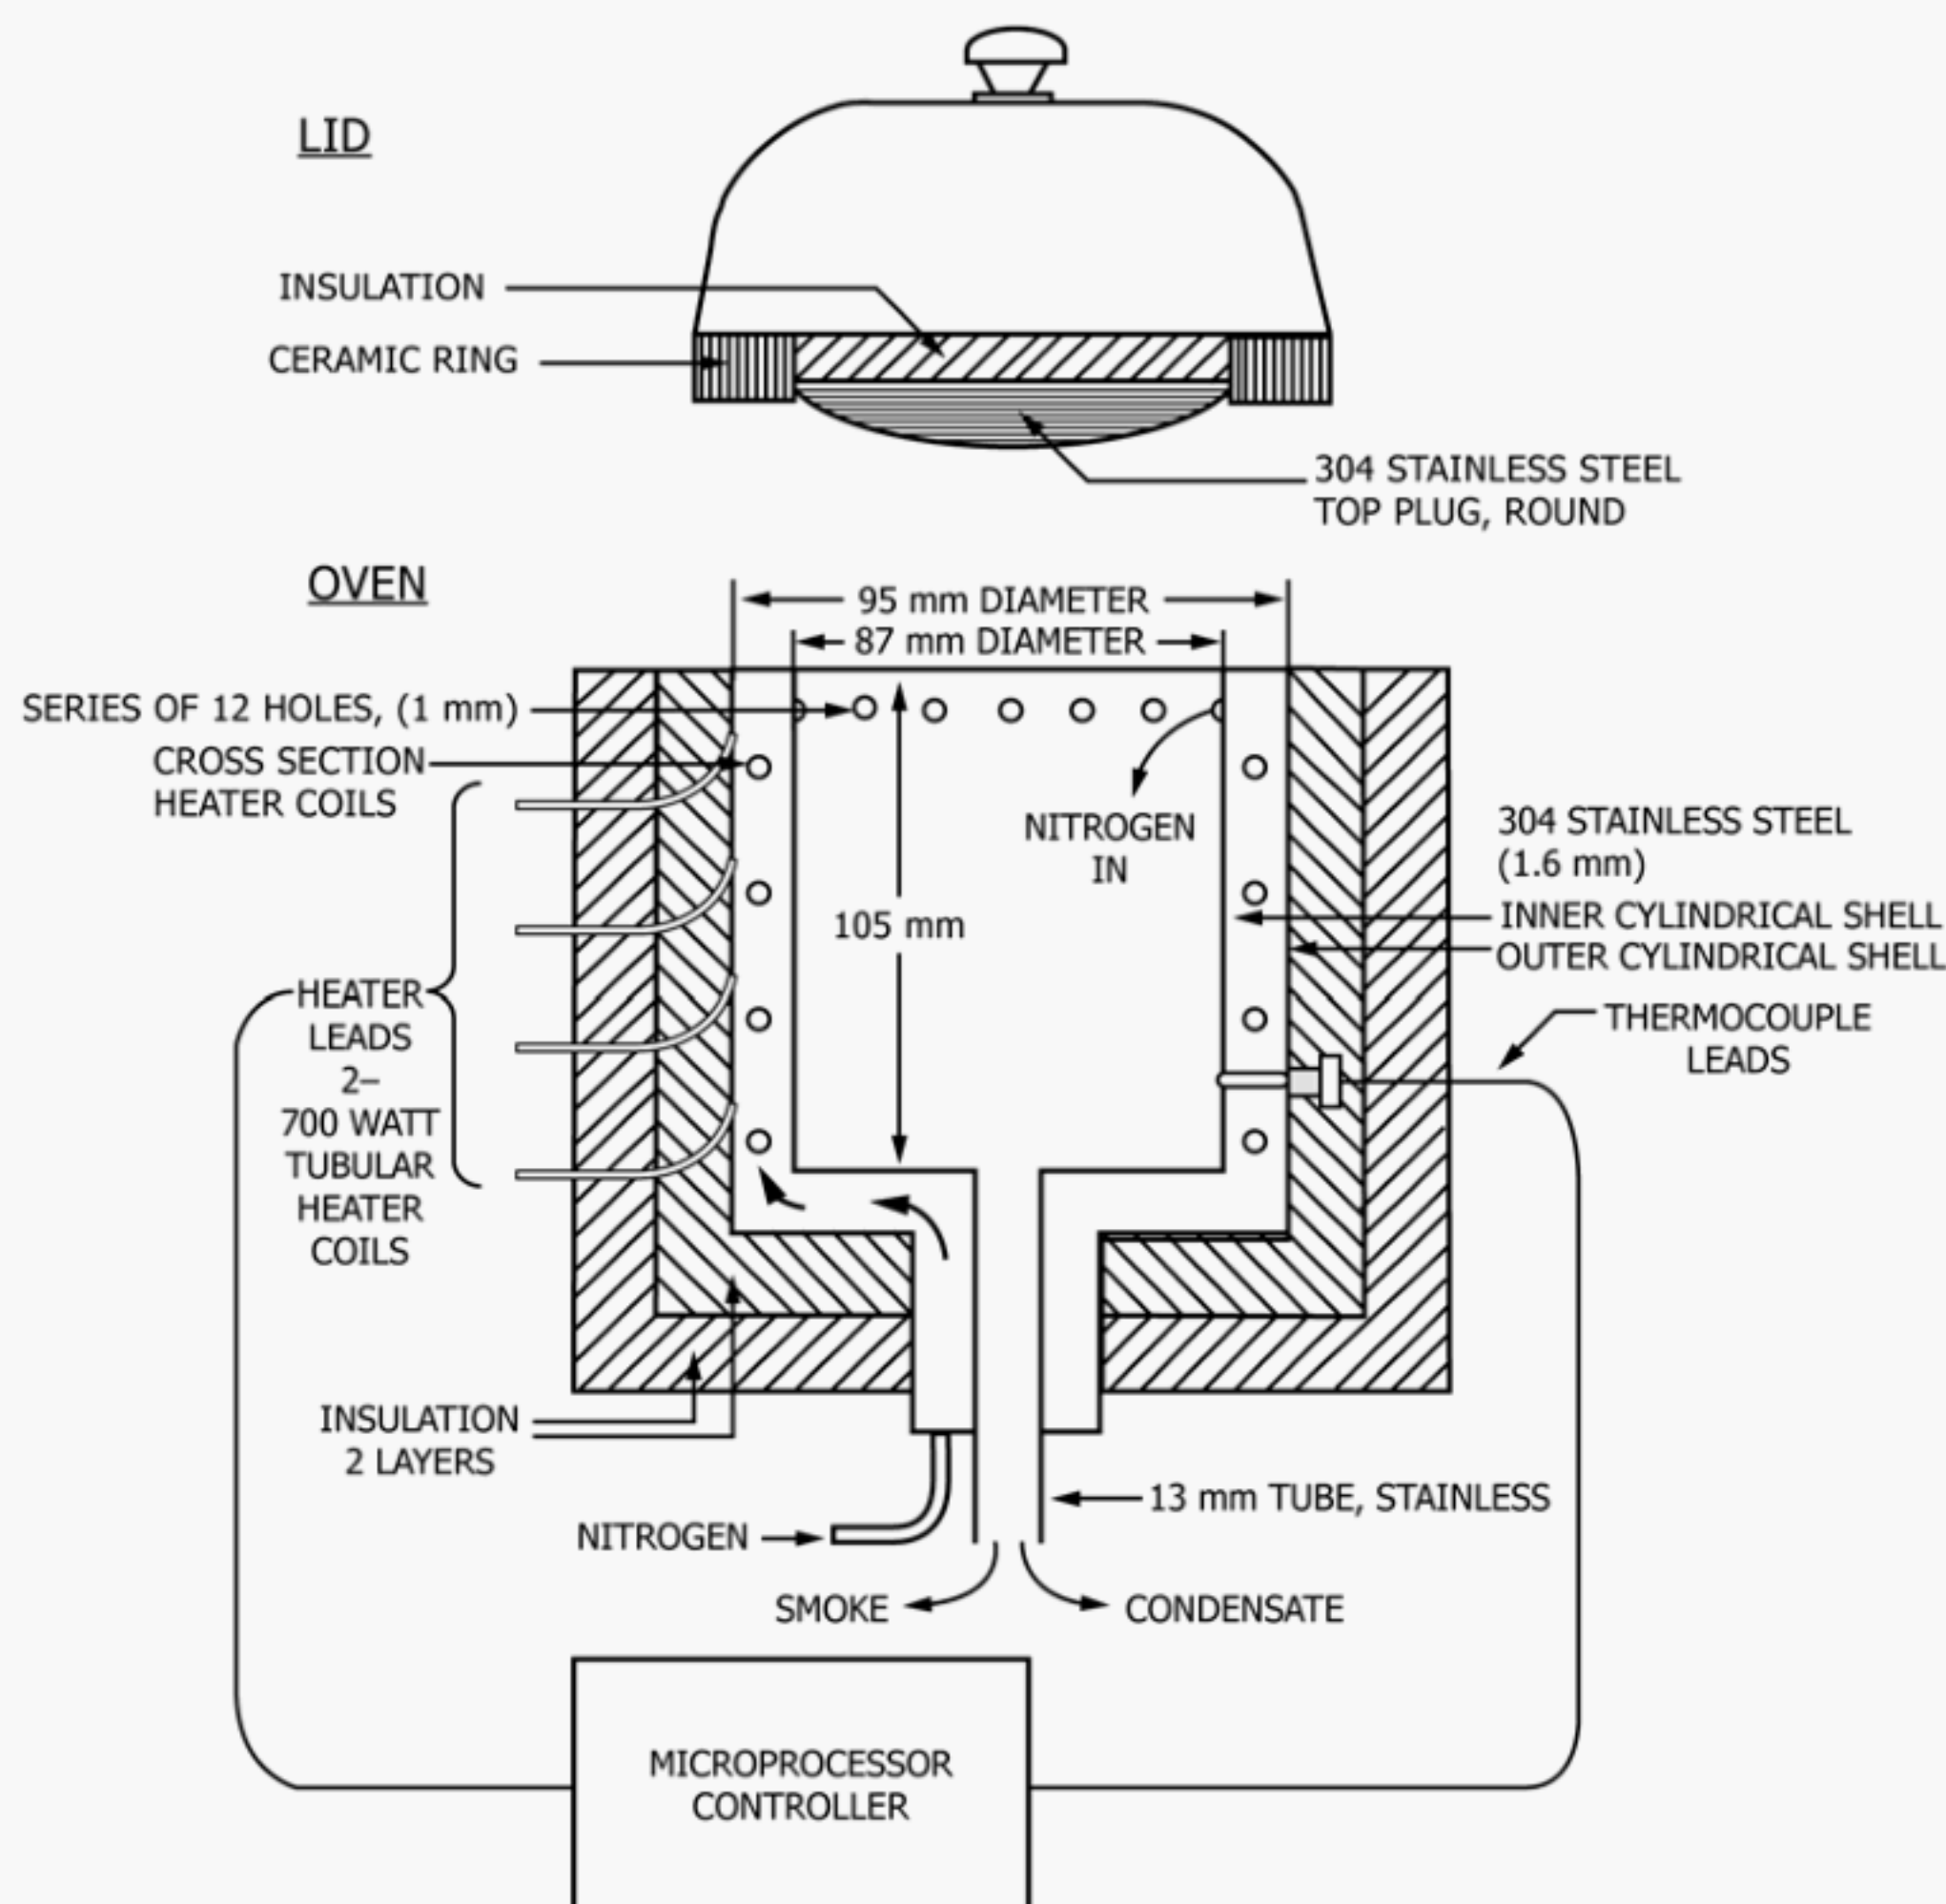 LID
INSULATION
CERAMIC RING
304 STAINLESS STEEL
TOP PLUG, ROUND
OVEN
95 mm DIAMETER
87 mm DIAMETER
SERIES OF 12 HOLES, (1 mm)
CROSS SECTION
HEATER COILS
NITROGEN
IN
105 mm
304 STAINLESS STEEL
(1.6 mm)
INNER CYLINDRICAL SHELL
OUTER CYLINDRICAL SHELL
HEATER
LEADS
2–
700 WATT
TUBULAR
HEATER
COILS
THERMOCOUPLE
LEADS
INSULATION
2 LAYERS
13 mm TUBE, STAINLESS
NITROGEN
SMOKE
CONDENSATE
MICROPROCESSOR
CONTROLLER